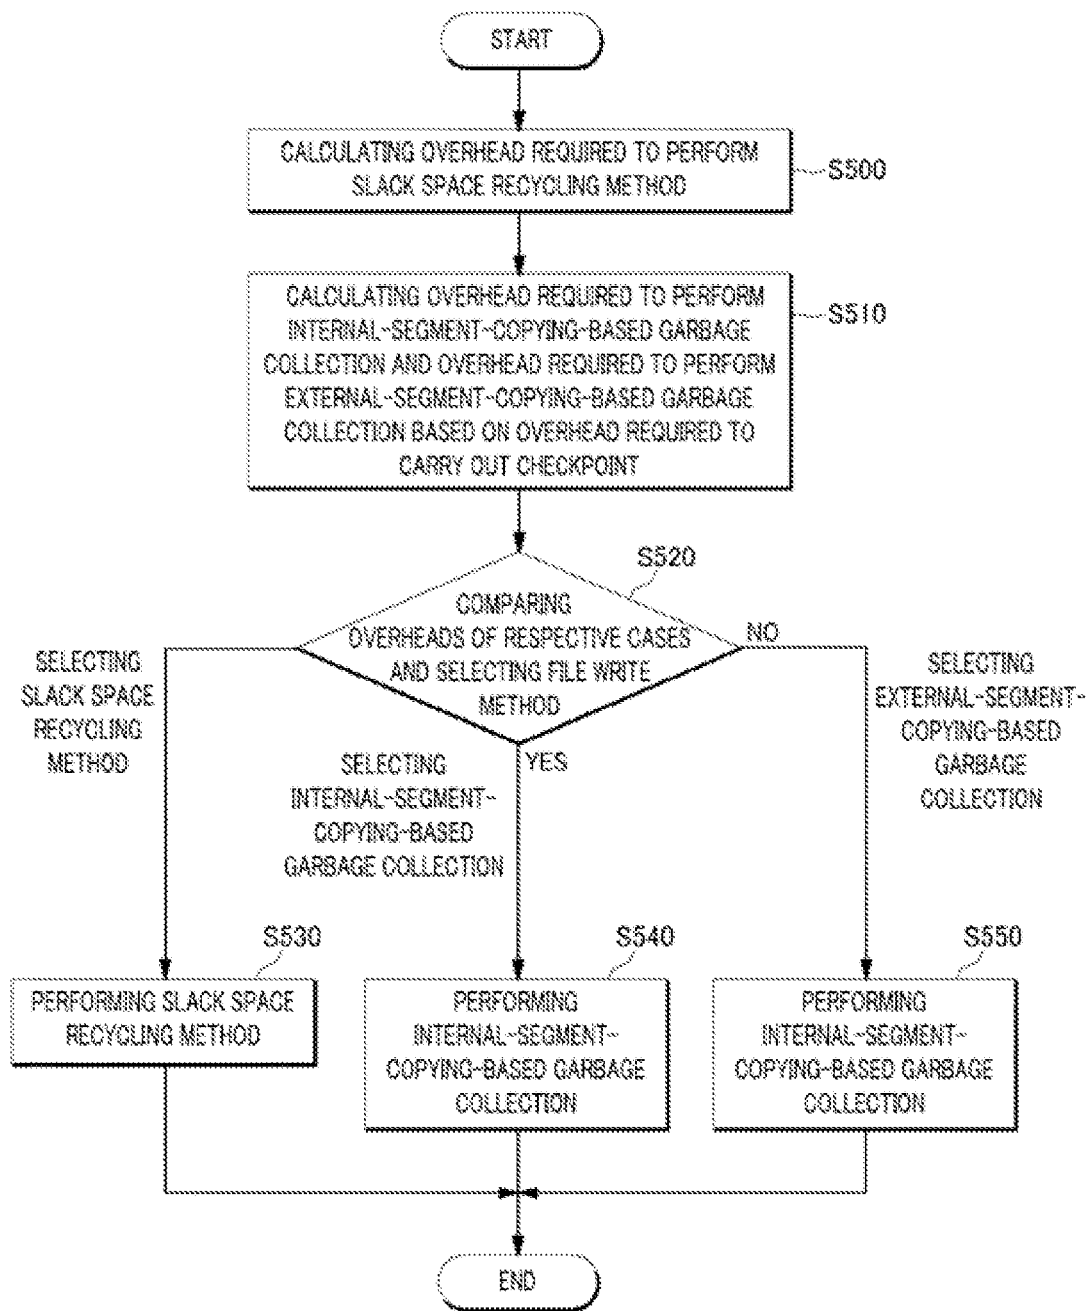 START
CALCULATING OVERHEAD REQUIRED TO PERFORM
SLACK SPACE RECYCLING METHOD
S500
CALCULATING OVERHEAD REQUIRED TO PERFORM
INTERNAL-SEGMENT-COPYING-BASED GARBAGE
COLLECTION AND OVERHEAD REQUIRED TO PERFORM
EXTERNAL-SEGMENT-COPYING-BASED GARBAGE
COLLECTION BASED ON OVERHEAD REQUIRED TO
CARRY OUT CHECKPOINT
S510
S520
COMPARING
OVERHEADS OF RESPECTIVE CASES
AND SELECTING FILE WRITE
METHOD
SELECTING
SLACK SPACE
RECYCLING
METHOD
YES
SELECTING
INTERNAL-SEGMENT-
COPYING-BASED
GARBAGE COLLECTION
NO
SELECTING
EXTERNAL-SEGMENT-
COPYING-BASED
GARBAGE
COLLECTION
S530
PERFORMING SLACK SPACE
RECYCLING METHOD
S540
PERFORMING
INTERNAL-SEGMENT-
COPYING-BASED GARBAGE
COLLECTION
S550
PERFORMING
INTERNAL-SEGMENT-
COPYING-BASED GARBAGE
COLLECTION
END